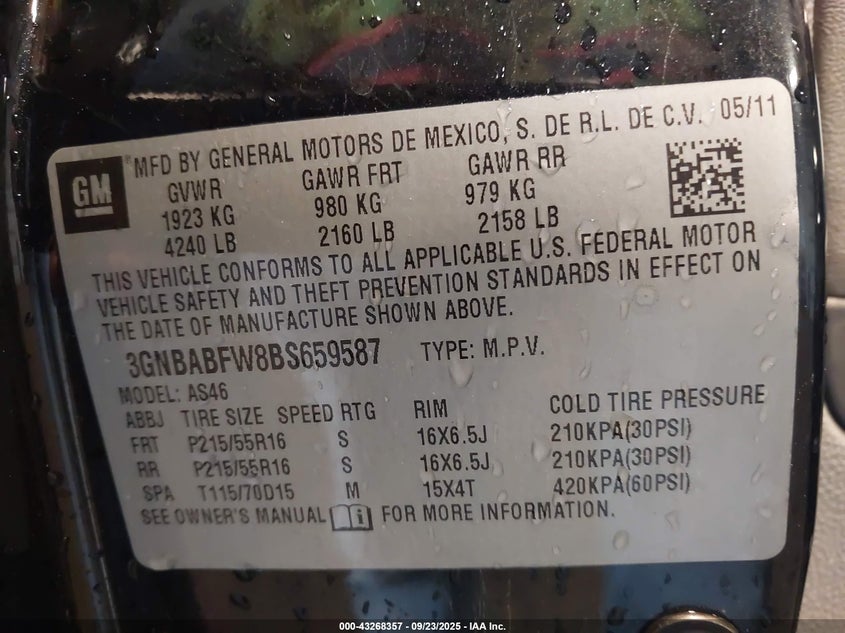 GM
® MFD BY GENERAL MOTORS DE MEXICO, S. DE R.L. DE C.V. 05/11
GVWR GAWR FRT GAWR RR
1923 KG 980 KG 979 KG
4240 LB 2160 LB 2158 LB
THIS VEHICLE CONFORMS TO ALL APPLICABLE U.S. FEDERAL MOTOR
VEHICLE SAFETY AND THEFT PREVENTION STANDARDS IN EFFECT ON
THE DATE OF MANUFACTURE SHOWN ABOVE.
3GNBABFW8BS659587 TYPE: M.P.V.
MODEL: AS46
ABBJ TIRE SIZE SPEED RTG RIM COLD TIRE PRESSURE
FRT P215/55R16 S 16X6.5J 210KPA(30PSI)
RR P215/55R16 S 16X6.5J 210KPA(30PSI)
SPA T115/70D15 M 15X4T 420KPA(60PSI)
SEE OWNER'S MANUAL FOR MORE INFORMATION.
000-43268357 - 09/23/2025 - IAA Inc.